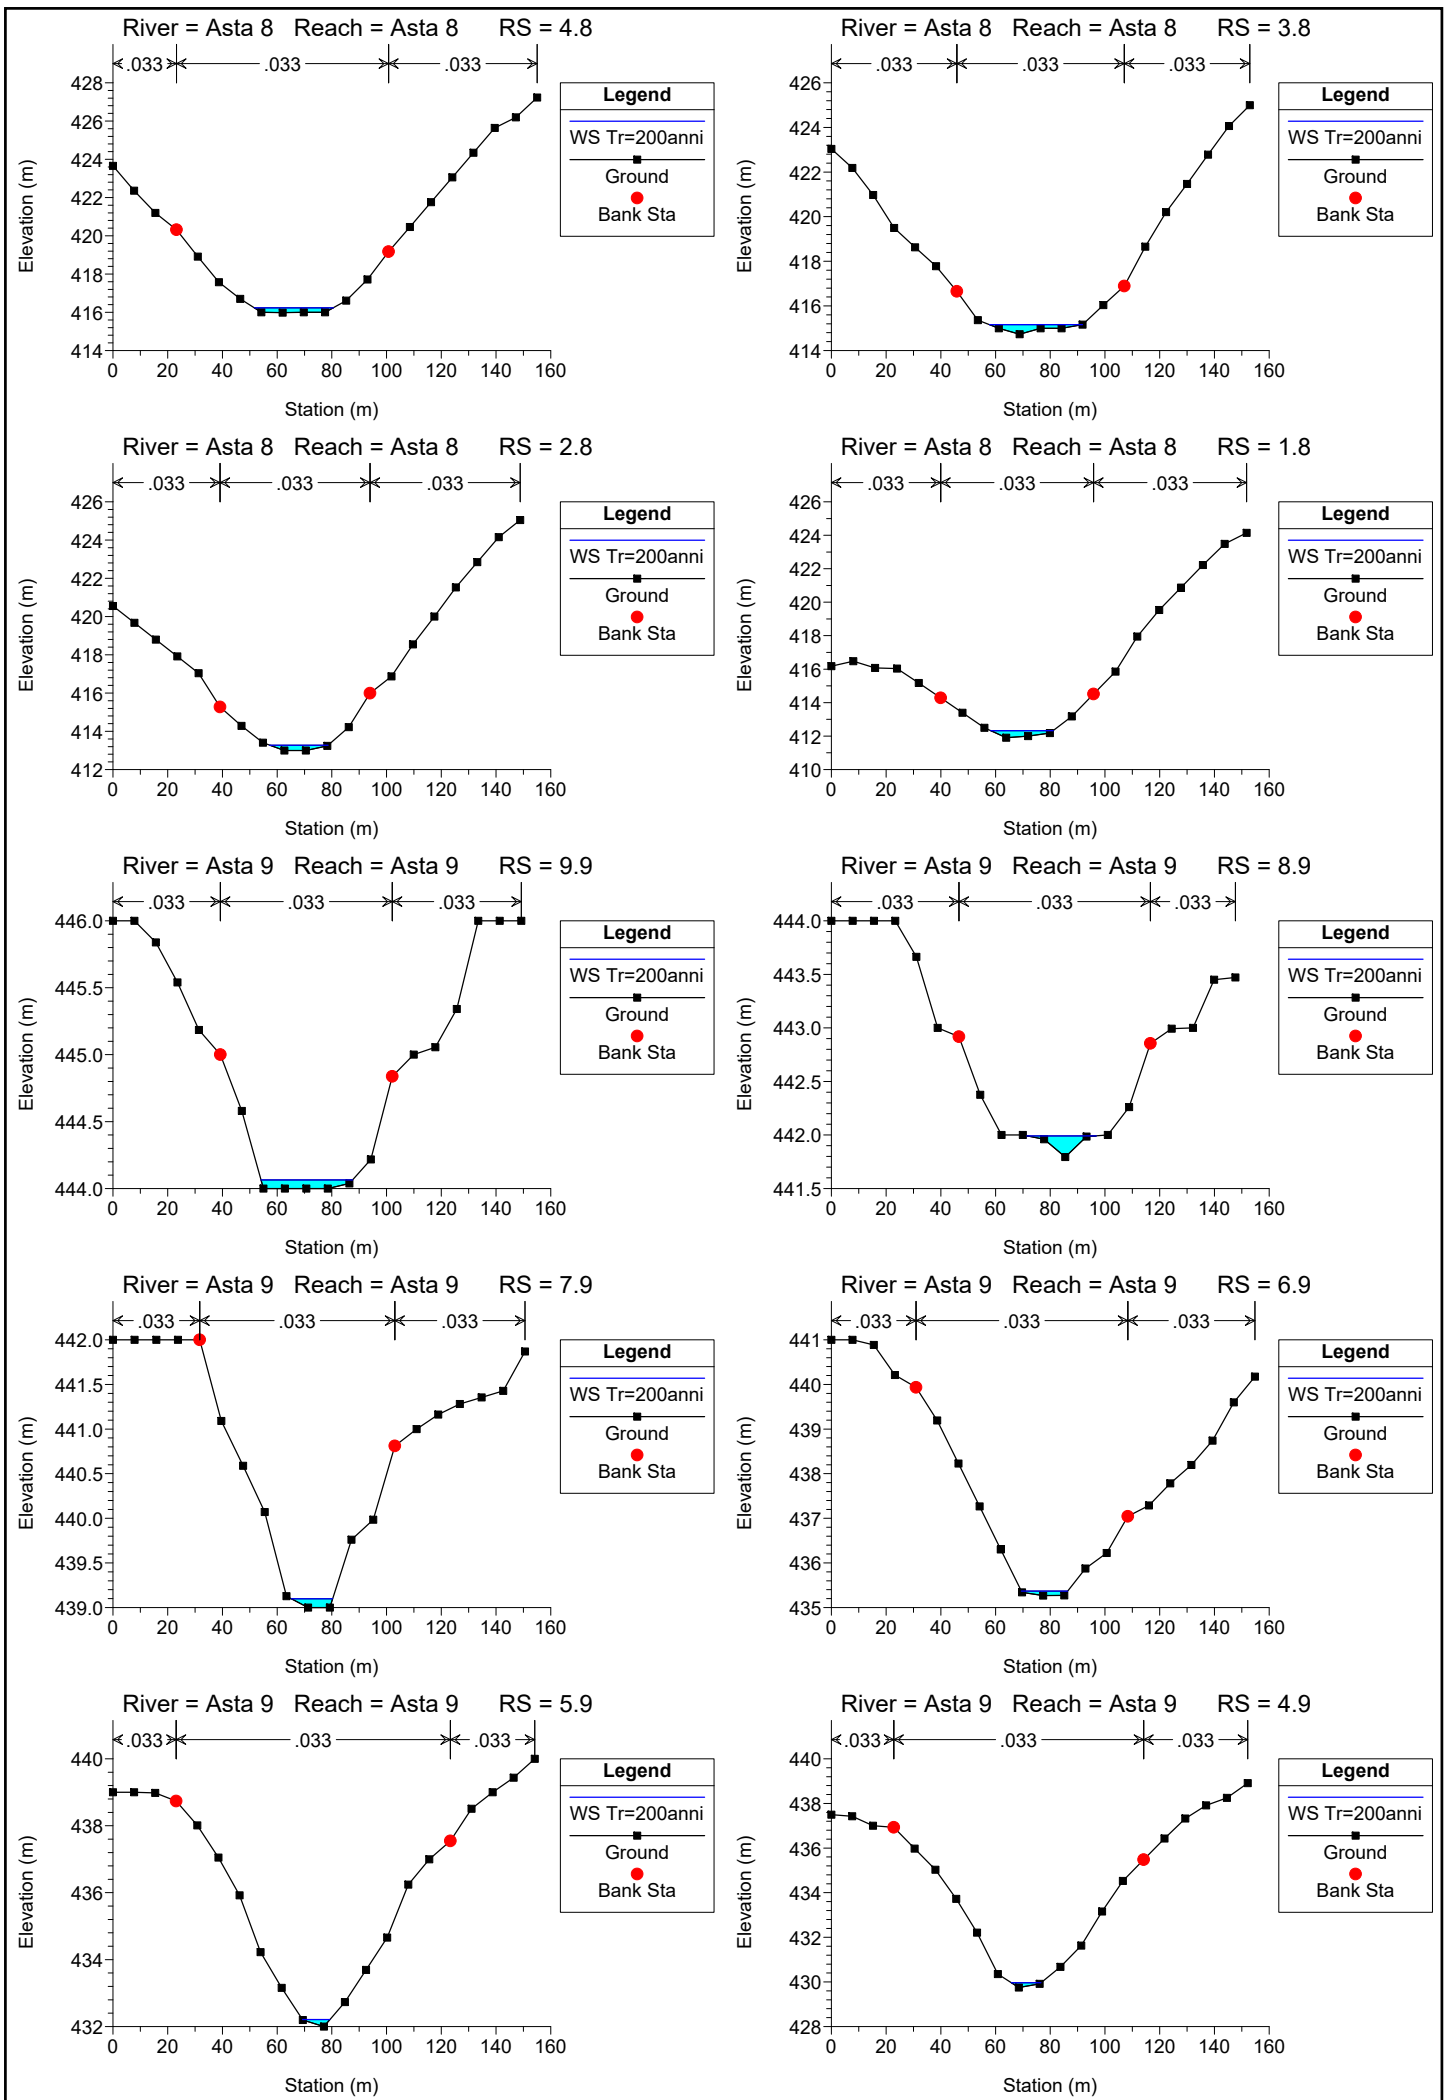 River = Asta 8 Reach = Asta 8 RS = 4.8
.033 .033 .033
428
426
424
422
420
418
416
414
0 20 40 60 80 100 120 140 160
Station (m)
Elevation (m)
Legend
WS Tr=200anni
Ground
Bank Sta
River = Asta 8 Reach = Asta 8 RS = 3.8
.033 .033 .033
426
424
422
420
418
416
414
0 20 40 60 80 100 120 140 160
Station (m)
Elevation (m)
Legend
WS Tr=200anni
Ground
Bank Sta
River = Asta 8 Reach = Asta 8 RS = 2.8
.033 .033 .033
426
424
422
420
418
416
414
412
0 20 40 60 80 100 120 140 160
Station (m)
Elevation (m)
Legend
WS Tr=200anni
Ground
Bank Sta
River = Asta 8 Reach = Asta 8 RS = 1.8
.033 .033 .033
426
424
422
420
418
416
414
412
410
0 20 40 60 80 100 120 140 160
Station (m)
Elevation (m)
Legend
WS Tr=200anni
Ground
Bank Sta
River = Asta 9 Reach = Asta 9 RS = 9.9
.033 .033 .033
446.0
445.5
445.0
444.5
444.0
0 20 40 60 80 100 120 140 160
Station (m)
Elevation (m)
Legend
WS Tr=200anni
Ground
Bank Sta
River = Asta 9 Reach = Asta 9 RS = 8.9
.033 .033 .033
444.0
443.5
443.0
442.5
442.0
441.5
0 20 40 60 80 100 120 140 160
Station (m)
Elevation (m)
Legend
WS Tr=200anni
Ground
Bank Sta
River = Asta 9 Reach = Asta 9 RS = 7.9
.033 .033 .033
442.0
441.5
441.0
440.5
440.0
439.5
439.0
0 20 40 60 80 100 120 140 160
Station (m)
Elevation (m)
Legend
WS Tr=200anni
Ground
Bank Sta
River = Asta 9 Reach = Asta 9 RS = 6.9
.033 .033 .033
441
440
439
438
437
436
435
0 20 40 60 80 100 120 140 160
Station (m)
Elevation (m)
Legend
WS Tr=200anni
Ground
Bank Sta
River = Asta 9 Reach = Asta 9 RS = 5.9
.033 .033 .033
440
438
436
434
432
0 20 40 60 80 100 120 140 160
Station (m)
Elevation (m)
Legend
WS Tr=200anni
Ground
Bank Sta
River = Asta 9 Reach = Asta 9 RS = 4.9
.033 .033 .033
440
438
436
434
432
430
428
0 20 40 60 80 100 120 140 160
Station (m)
Elevation (m)
Legend
WS Tr=200anni
Ground
Bank Sta